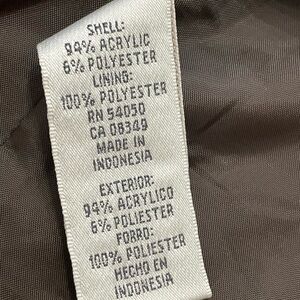 SHELL:
94% ACRYLIC
6% POLYESTER
LINING:
100% POLYESTER
RN 54050
CA 08349
MADE IN
INDONESIA
EXTERIOR:
94% ACRYLICO
6% POLIESTER
FORRO:
100% POLIESTER
HECHO EN
INDONESIA